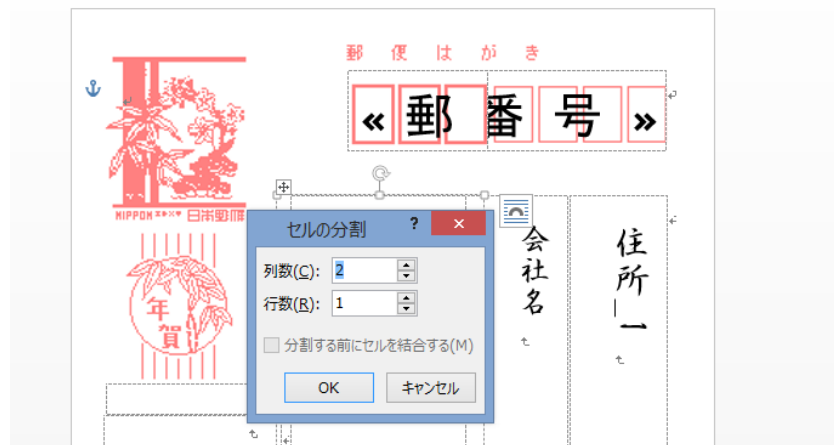 郵便はがき
«郵番号»
NIPPON 日本郵便
年賀
住所一
会社名
セルの分割 ? ×
列数(C): 2
行数(R): 1
分割する前にセルを結合する(M)
OK キャンセル